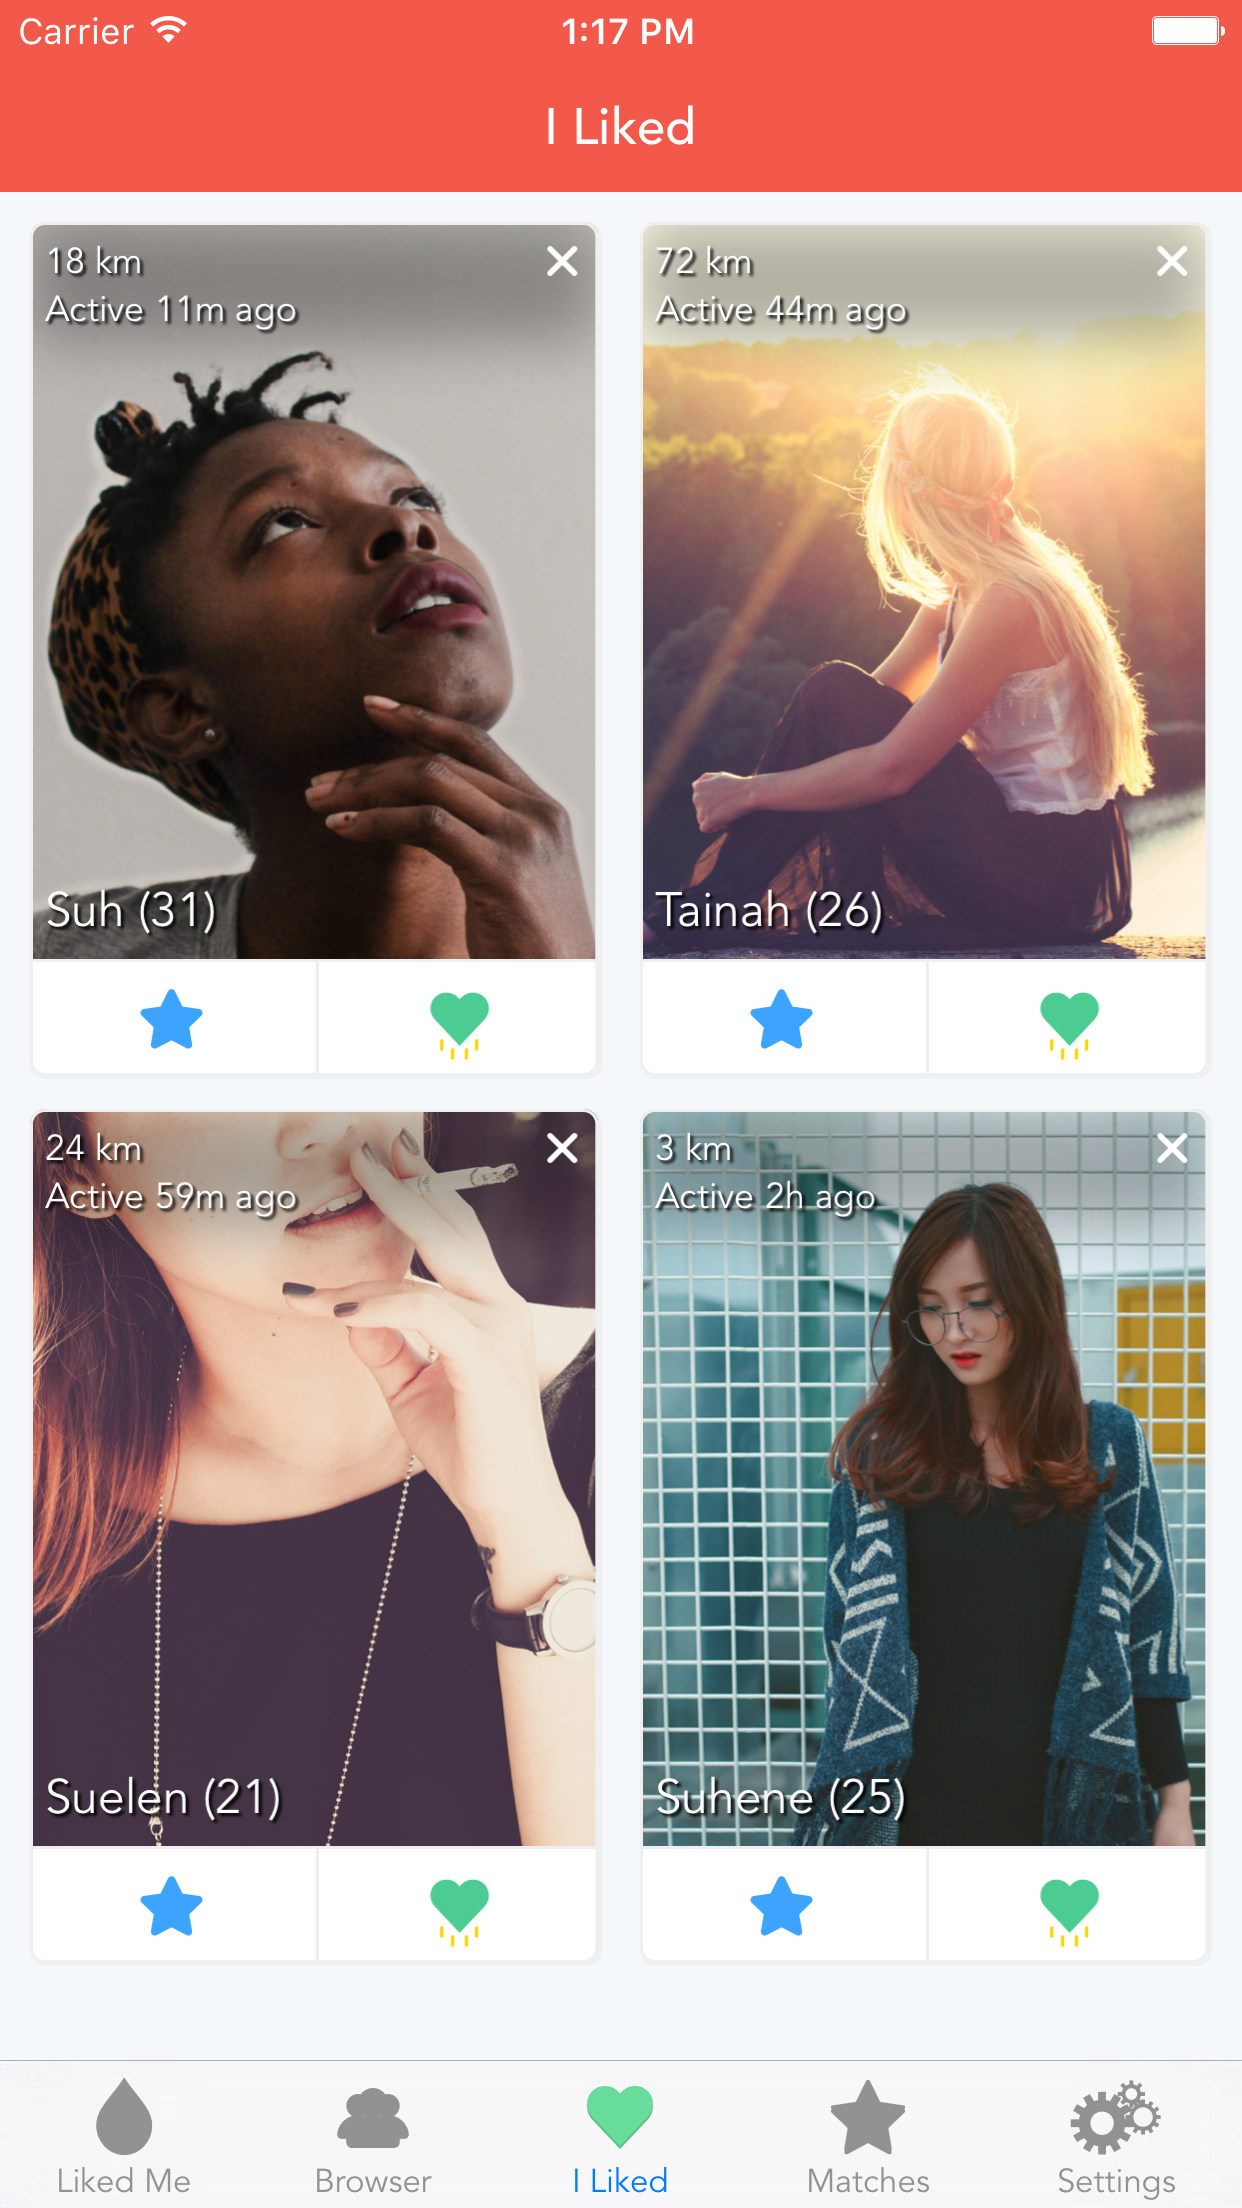 Carrier
1:17 PM
I Liked
18 km
Active 11m ago
Suh (31)
72 km
Active 44m ago
Tainah (26)
24 km
Active 59m ago
Suelen (21)
3 km
Active 2h ago
Suhene (25)
Liked Me
Browser
I Liked
Matches
Settings